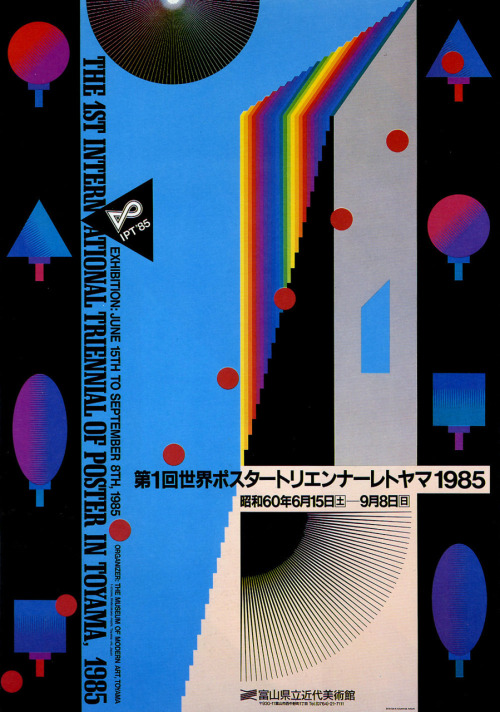 THE 1ST INTERNATIONAL TRIENNIAL OF POSTER IN TOYAMA, 1985
IPT'85
EXHIBITION: JUNE 15TH TO SEPTEMBER 8TH, 1985
ORGANIZER: THE MUSEUM OF MODERN ART, TOYAMA
第1回世界ポスタートリエンナーレトヤマ1985
昭和60年6月15日土—9月8日日
富山県立近代美術館